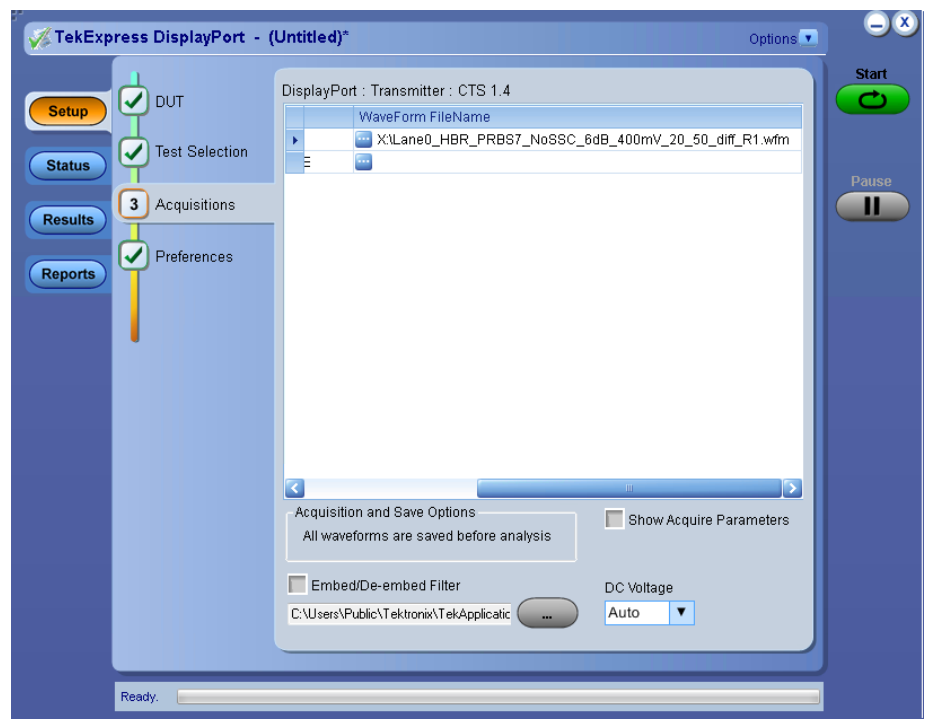 TekExpress DisplayPort - (Untitled)*
Options
Start
Pause
Setup
Status
Results
Reports
DUT
Test Selection
3 Acquisitions
Preferences
DisplayPort : Transmitter : CTS 1.4
WaveForm FileName
X:\Lane0_HBR_PRBS7_NoSSC_6dB_400mV_20_50_diff_R1.wfm
Acquisition and Save Options
All waveforms are saved before analysis
Show Acquire Parameters
Embed/De-embed Filter
C:\Users\Public\Tektronix\TekApplicatic
...
DC Voltage
Auto
Ready.